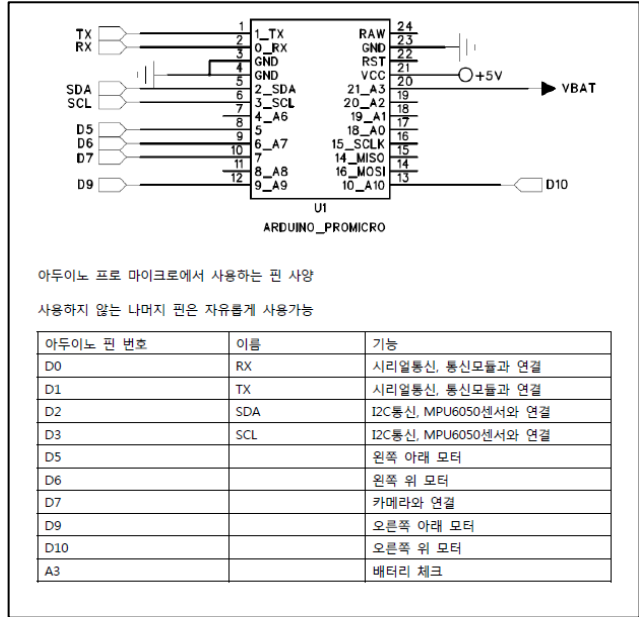 TX 1 1_TX RAW 24
RX 2 0_RX GND 23
3 GND RST 22
4 GND VCC 21 +5V
SDA 5 2_SDA 21_A3 20 VBAT
SCL 6 3_SCL 20_A2 19
7 4_A6 19_A1 18
D5 8 5 18_A0 17
D6 9 6_A7 15_SCLK 16
D7 10 7 14_MISO 15
11 8_A8 16_MOSI 14
D9 12 9_A9 10_A10 13 D10
U1
ARDUINO_PROMICRO
아두이노 프로 마이크로에서 사용하는 핀 사양
사용하지 않는 나머지 핀은 자유롭게 사용가능
아두이노 핀 번호 이름 기능
D0 RX 시리얼통신, 통신모듈과 연결
D1 TX 시리얼통신, 통신모듈과 연결
D2 SDA I2C통신, MPU6050센서와 연결
D3 SCL I2C통신, MPU6050센서와 연결
D5 왼쪽 아래 모터
D6 왼쪽 위 모터
D7 카메라와 연결
D9 오른쪽 아래 모터
D10 오른쪽 위 모터
A3 배터리 체크